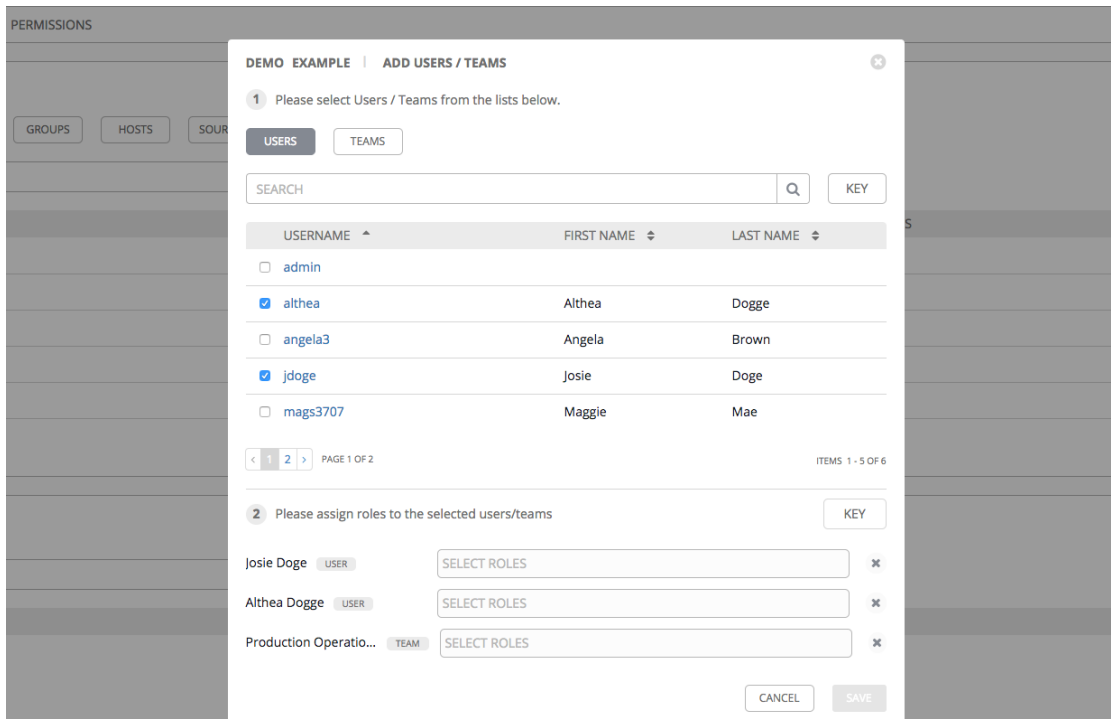 PERMISSIONS
DEMO EXAMPLE | ADD USERS / TEAMS
1 Please select Users / Teams from the lists below.
GROUPS HOSTS SOUR
USERS TEAMS
SEARCH KEY
S
USERNAME FIRST NAME LAST NAME
admin
althea Althea Dogge
angela3 Angela Brown
jdoge Josie Doge
mags3707 Maggie Mae
< 1 2 > PAGE 1 OF 2 ITEMS 1 - 5 OF 6
2 Please assign roles to the selected users/teams KEY
Josie Doge USER SELECT ROLES
Althea Dogge USER SELECT ROLES
Production Operatio... TEAM SELECT ROLES
CANCEL SAVE